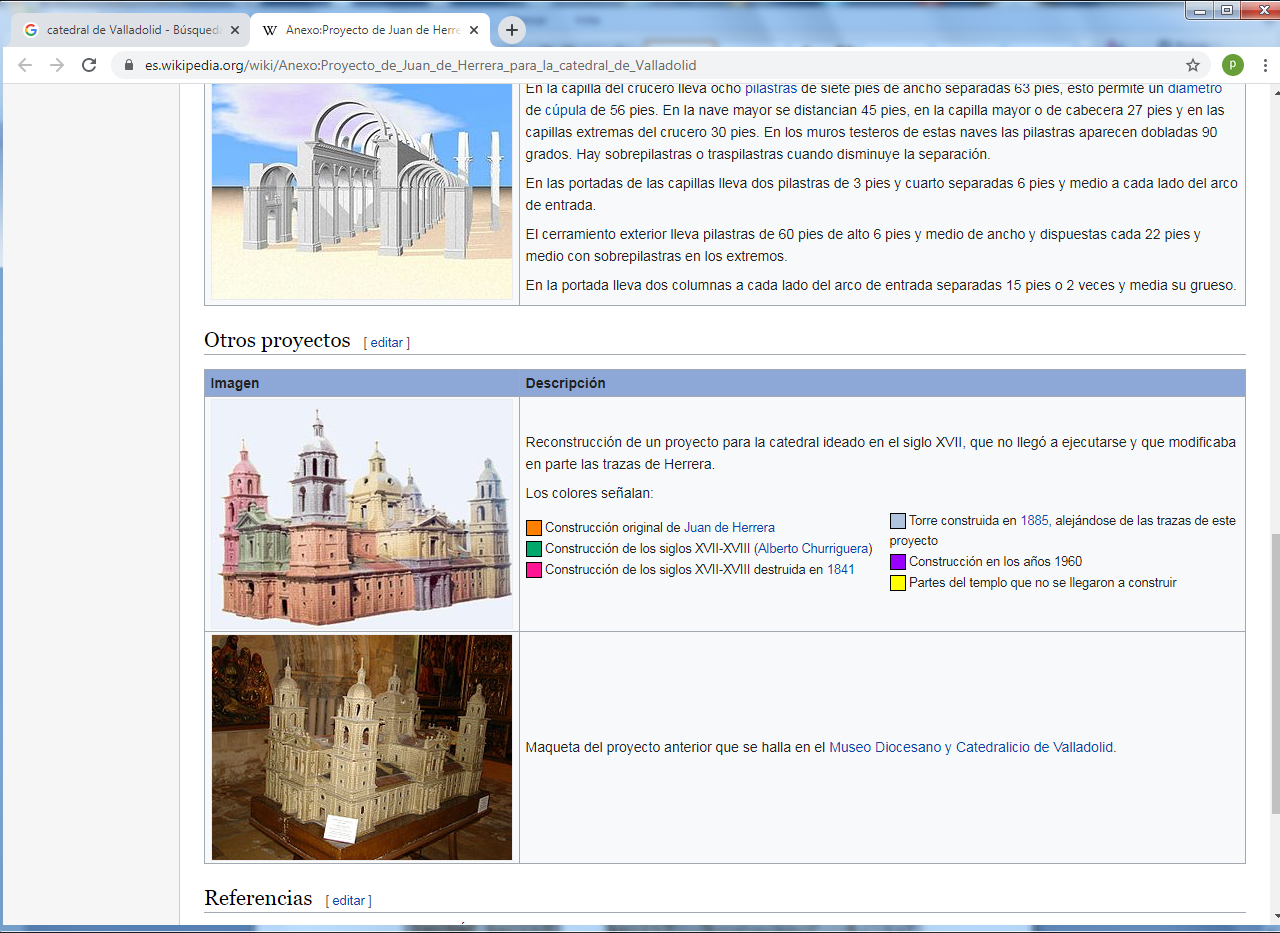 catedral de Valladolid - Búsqued
Anexo:Proyecto de Juan de Herre
es.wikipedia.org/wiki/Anexo:Proyecto_de_Juan_de_Herrera_para_la_catedral_de_Valladolid
P
En la capilla del crucero lleva ocho pilastras de siete pies de ancho separadas 63 pies, esto permite un diámetro
de cúpula de 56 pies. En la nave mayor se distancian 45 pies, en la capilla mayor o de cabecera 27 pies y en las
capillas extremas del crucero 30 pies. En los muros testeros de estas naves las pilastras aparecen dobladas 90
grados. Hay sobrepilastras o traspilastras cuando disminuye la separación.
En las portadas de las capillas lleva dos pilastras de 3 pies y cuarto separadas 6 pies y medio a cada lado del arco
de entrada.
El cerramiento exterior lleva pilastras de 60 pies de alto 6 pies y medio de ancho y dispuestas cada 22 pies y
medio con sobrepilastras en los extremos.
En la portada lleva dos columnas a cada lado del arco de entrada separadas 15 pies o 2 veces y media su grueso.
Otros proyectos [ editar ]
Imagen Descripción
Reconstrucción de un proyecto para la catedral ideado en el siglo XVII, que no llegó a ejecutarse y que modificaba
en parte las trazas de Herrera.
Los colores señalan:
Construcción original de Juan de Herrera
Construcción de los siglos XVII-XVIII (Alberto Churriguera)
Construcción de los siglos XVII-XVIII destruida en 1841
Torre construida en 1885, alejándose de las trazas de este
proyecto
Construcción en los años 1960
Partes del templo que no se llegaron a construir
Maqueta del proyecto anterior que se halla en el Museo Diocesano y Catedralicio de Valladolid.
Referencias [ editar ]